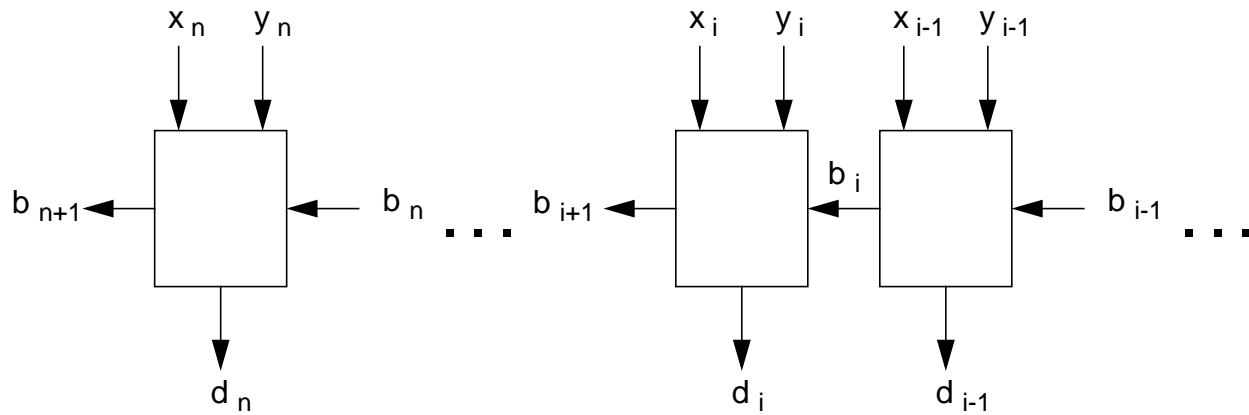 x n y n x i y i x i-1 y i-1
b n+1 b n . . . b i+1 b i b i-1 . . .
d n d i d i-1